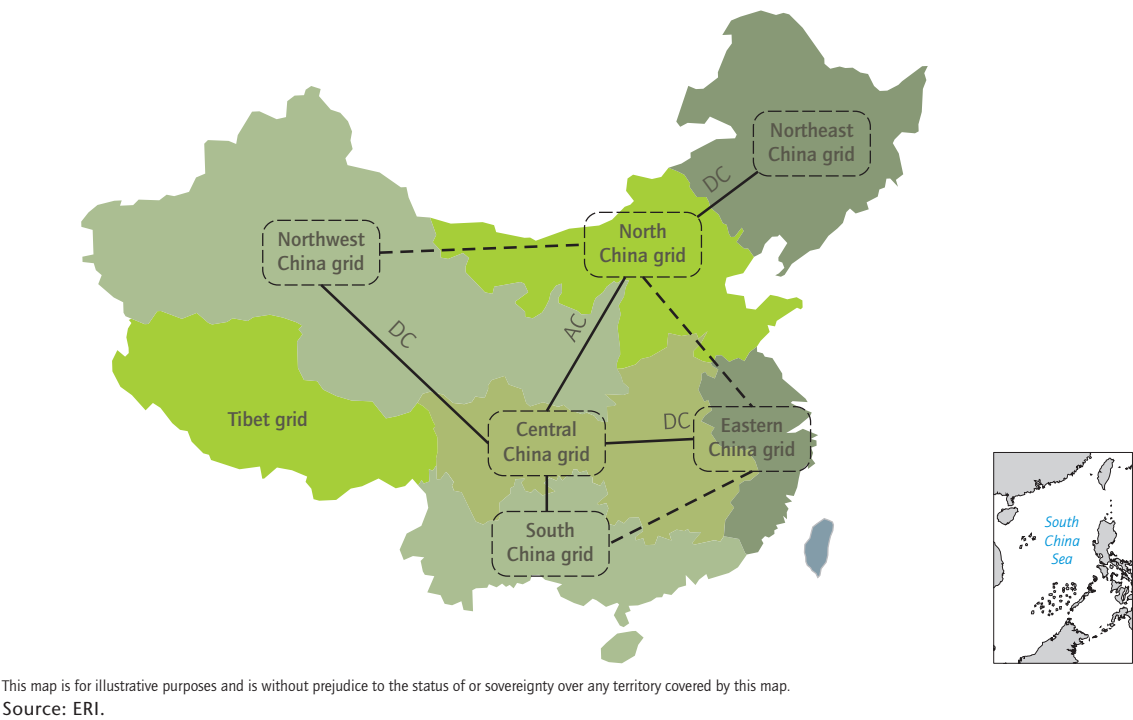 Northeast
China grid
DC
North
China grid
Northwest
China grid
DC
AC
Tibet grid
Central
China grid
DC
Eastern
China grid
South
China grid
South
China
Sea
This map is for illustrative purposes and is without prejudice to the status of or sovereignty over any territory covered by this map.
Source: ERI.